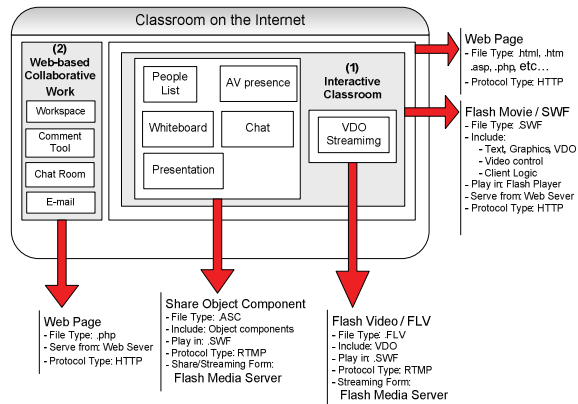 Classroom on the Internet
(2)
Web-based
Collaborative
Work
Workspace
Comment
Tool
Chat Room
E-mail
People
List
AV presence
Whiteboard
Chat
Presentation
(1)
Interactive
Classroom
VDO
Streamimg
Web Page
- File Type: .html, .htm
.asp, .php, etc...
- Protocol Type: HTTP
Flash Movie / SWF
- File Type: .SWF
- Include:
- Text, Graphics, VDO
- Video control
- Client Logic
- Play in: Flash Player
- Serve from: Web Sever
- Protocol Type: HTTP
Web Page
- File Type: .php
- Serve from: Web Sever
- Protocol Type: HTTP
Share Object Component
- File Type: .ASC
- Include: Object components
- Play in: .SWF
- Protocol Type: RTMP
- Share/Streaming Form:
Flash Media Server
Flash Video / FLV
- File Type: .FLV
- Include: VDO
- Play in: .SWF
- Protocol Type: RTMP
- Streaming Form:
Flash Media Server